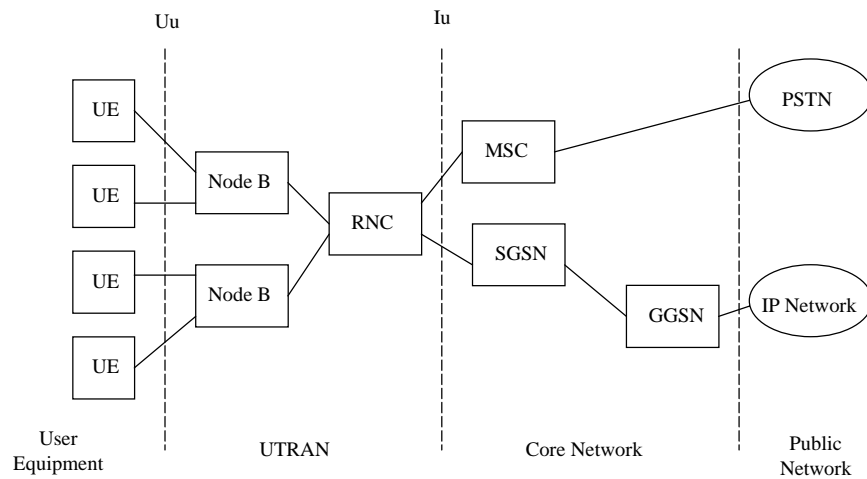 Uu
Iu
UE
UE
UE
UE
Node B
Node B
RNC
MSC
SGSN
GGSN
PSTN
IP Network
User
Equipment
UTRAN
Core Network
Public
Network